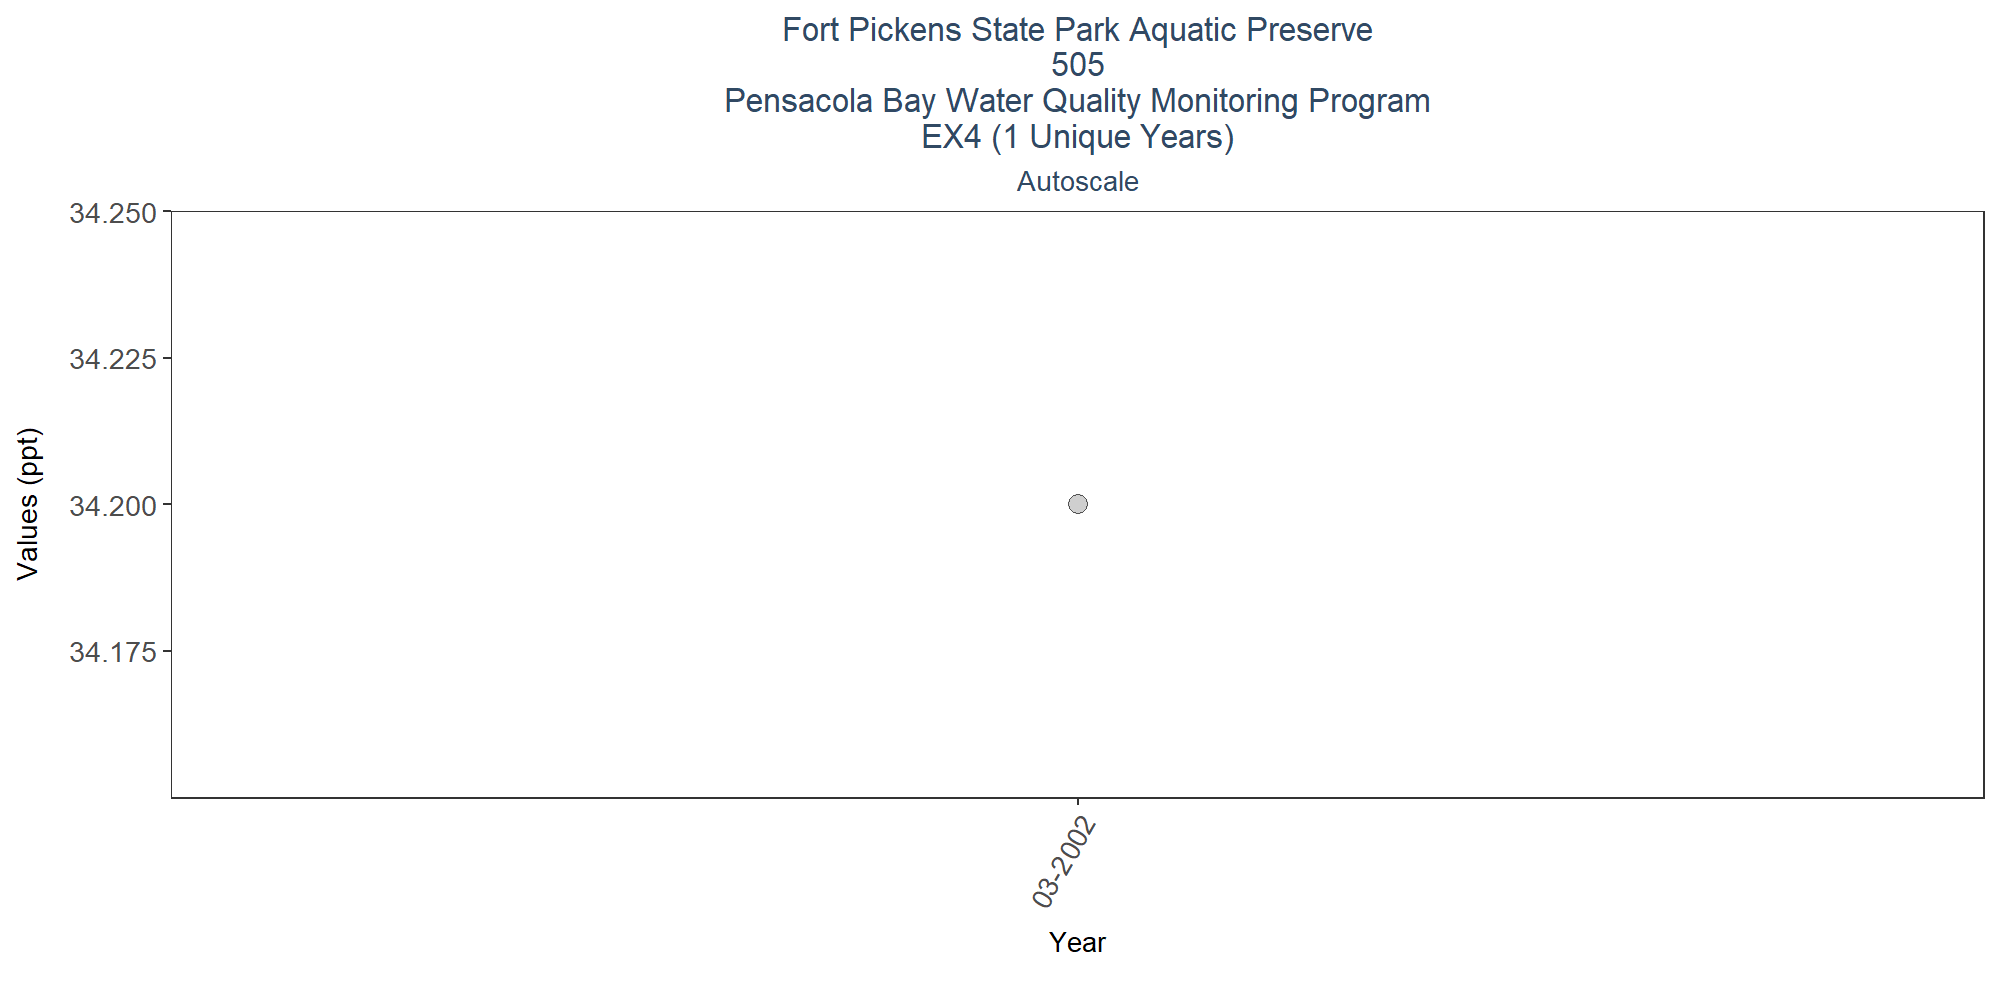 Fort Pickens State Park Aquatic Preserve
505
Pensacola Bay Water Quality Monitoring Program
EX4 (1 Unique Years)
Autoscale
34.250
34.225
34.200
34.175
Values (ppt)
03-2002
Year